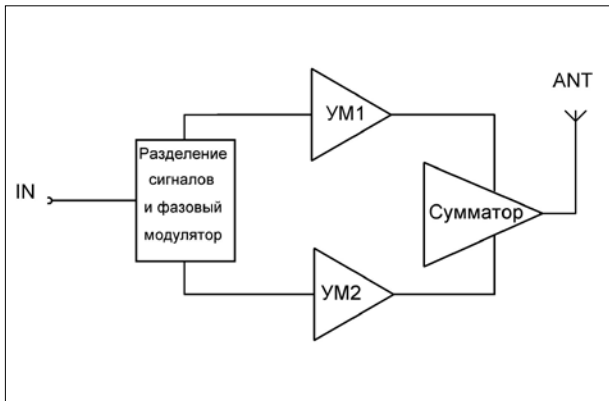 IN
Разделение
сигналов
и фазовый
модулятор
УМ1
УМ2
Сумматор
ANT